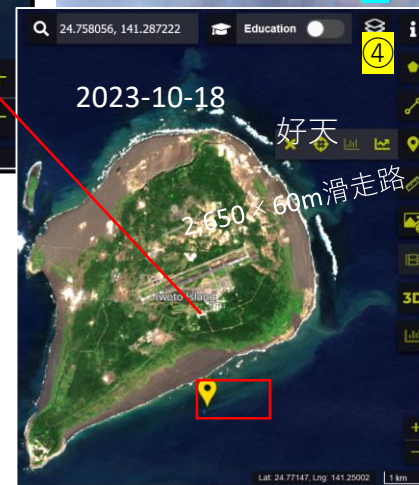 24.758056, 141.287222
Education
④
2023-10-18
好天
2,650×60m滑走路
3D
Iwoto Island
Lat: 24.77147, Lng: 141.25002
1 km